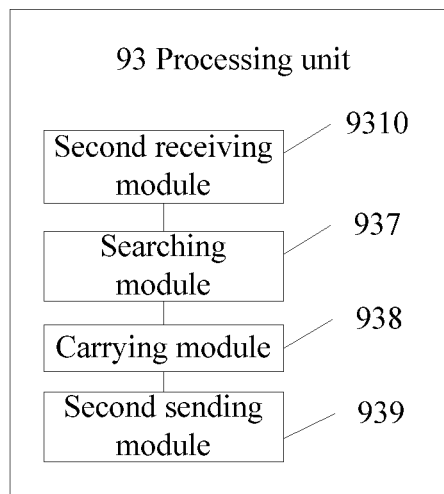 93 Processing unit
9310
Second receiving
module
937
Searching
module
938
Carrying module
Second sending
module
939